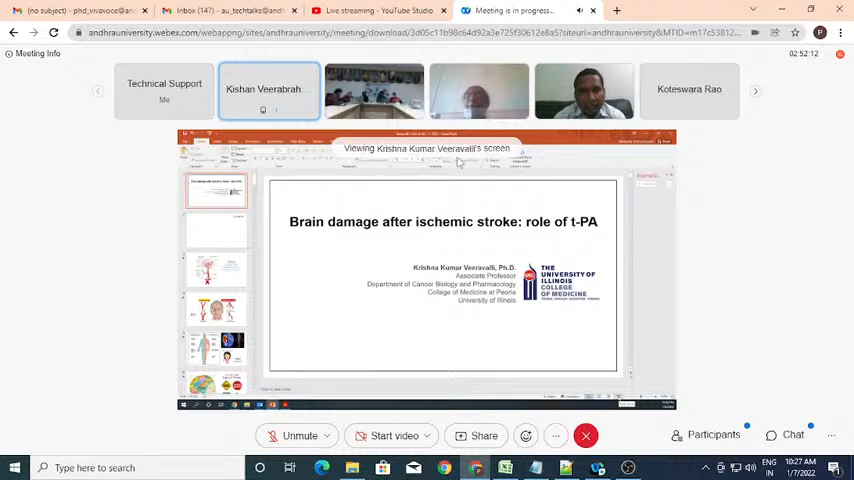 (no subject) - phd_vivavoce@andh
Inbox (147) - au_techtalks@andhr
Live streaming - YouTube Studio
Meeting is in progress...
andhrauniversity.webex.com/webappng/sites/andhrauniversity/meeting/download/3d05c11b98c64d92a3e725f30612e8a5?siteurl=andhrauniversity&MTID=m17c53812...
Meeting Info
02:52:12
Technical Support
Me
Kishan Veerabrah...
Koteswara Rao
Viewing Krishna Kumar Veeravalli's screen
Brain damage after ischemic stroke: role of t-PA
Krishna Kumar Veeravalli, Ph.D.
Associate Professor
Department of Cancer Biology and Pharmacology
College of Medicine at Peoria
University of Illinois
THE
UNIVERSITY OF
ILLINOIS
COLLEGE
OF MEDICINE
Unmute
Start video
Share
Participants
Chat
Type here to search
ENG
IN
10:27 AM
1/7/2022